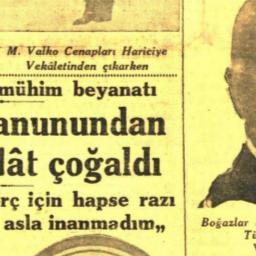 M. Valko Cenapları Hariciye
Vekâletinden çıkarken
mühim beyanatı
anunundan
lât çoğaldı
rç için hapse razı
asla inanmadım,,
Boğazlar
Tü